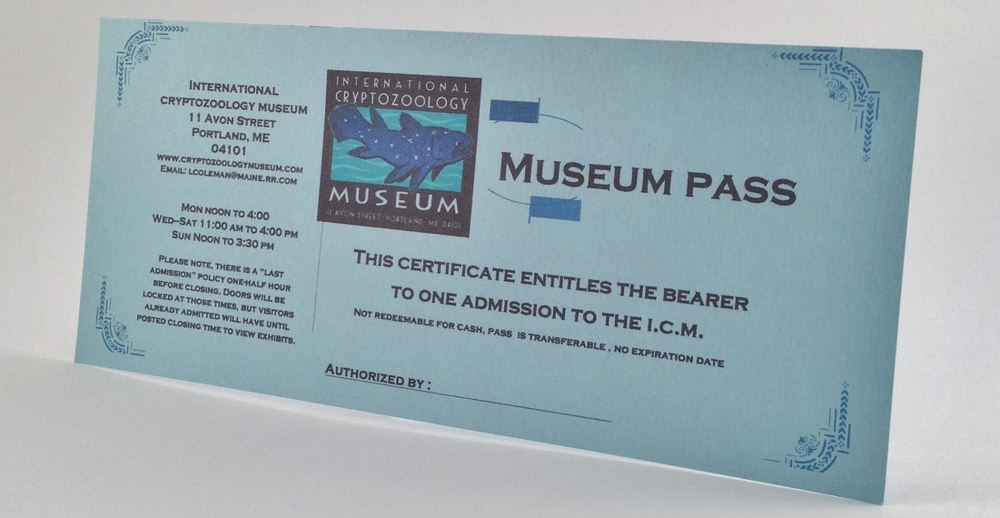 International
Cryptozoology Museum
11 Avon Street
Portland, ME
04101
www.cryptozoologymuseum.com
Email: lcoleman@maine.rr.com
Mon noon to 4:00
Wed–Sat 11:00 am to 4:00 pm
Sun Noon to 3:30 pm
Please note, there is a "last
admission" policy one-half hour
before closing. Doors will be
locked at those times, but visitors
already admitted will have until
posted closing time to view exhibits.
INTERNATIONAL
CRYPTOZOOLOGY
MUSEUM
11 AVON STREET, PORTLAND, ME 04101
Museum pass
This certificate entitles the bearer
to one admission to the I.C.M.
Not redeemable for cash, pass is transferable , no expiration date
Authorized by :